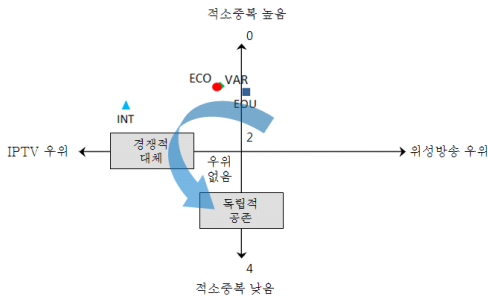 적소중복 높음
0
ECO VAR
EQU
INT
2
경쟁적
대체
IPTV 우위
위성방송 우위
우위
없음
독립적
공존
4
적소중복 낮음